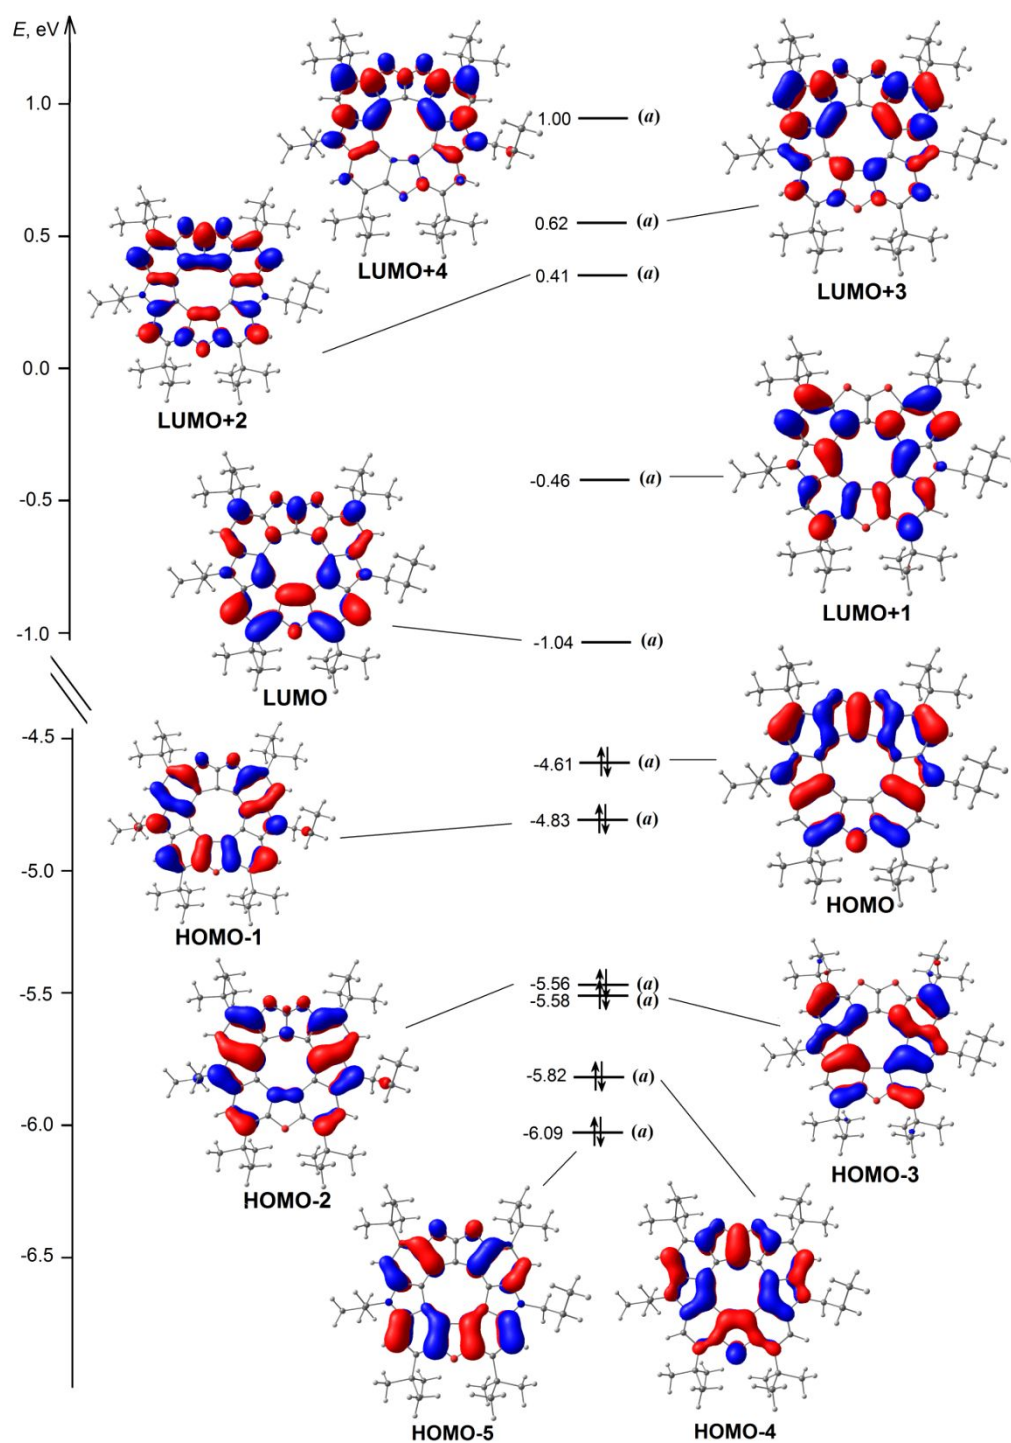 E, eV
1.0
1.00 (a)
0.62 (a)
0.5
LUMO+4
0.41 (a)
LUMO+3
0.0
LUMO+2
-0.46 (a)
-0.5
LUMO+1
-1.0
-1.04 (a)
LUMO
-4.5
-4.61 (a)
-4.83 (a)
-5.0
HOMO
HOMO-1
-5.56 (a)
-5.5
-5.58 (a)
-5.82 (a)
-6.0
-6.09 (a)
HOMO-3
HOMO-2
-6.5
HOMO-5
HOMO-4